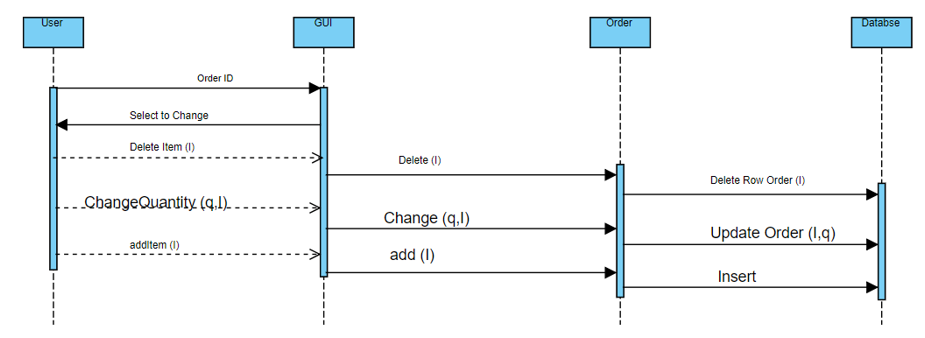 User
GUI
Order
Databse
Order ID
Select to Change
Delete Item (I)
Delete (I)
Delete Row Order (I)
ChangeQuantity (q,I)
Change (q,I)
Update Order (I,q)
addItem (I)
add (I)
Insert